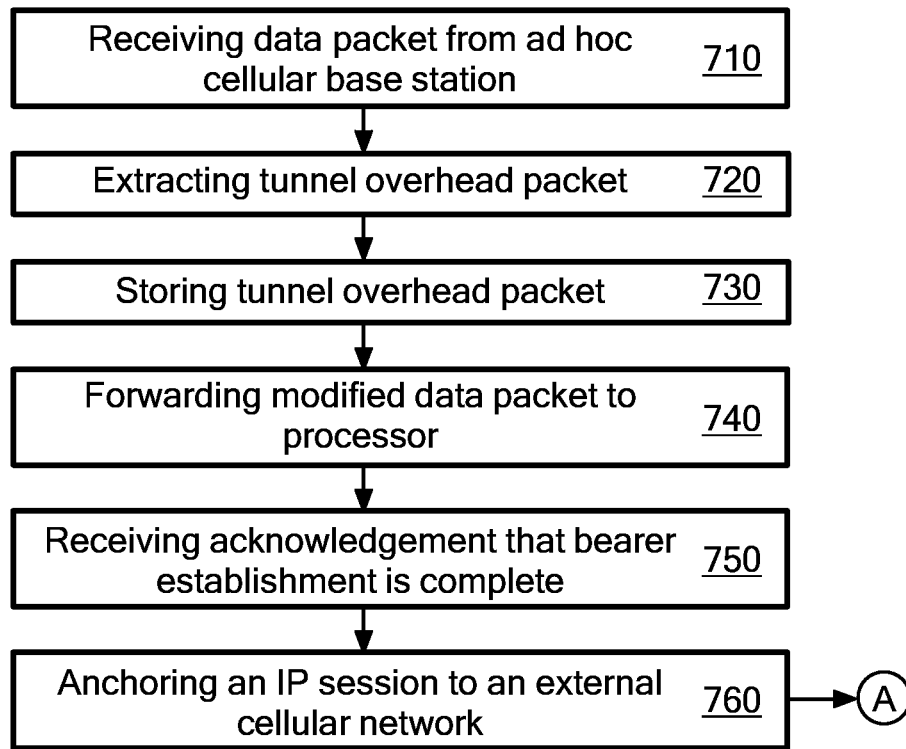 Receiving data packet from ad hoc
cellular base station
710
Extracting tunnel overhead packet 720
Storing tunnel overhead packet 730
Forwarding modified data packet to
processor
740
Receiving acknowledgement that bearer
establishment is complete
750
Anchoring an IP session to an external
cellular network
760
A